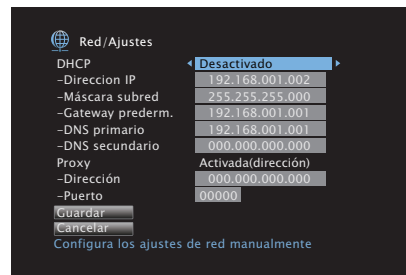 Red/Ajustes
DHCP Desactivado
–Direccion IP 192.168.001.002
–Máscara subred 255.255.255.000
–Gateway prederm. 192.168.001.001
–DNS primario 192.168.001.001
–DNS secundario 000.000.000.000
Proxy Activada(dirección)
–Dirección 000.000.000.000
–Puerto 00000
Guardar
Cancelar
Configura los ajustes de red manualmente